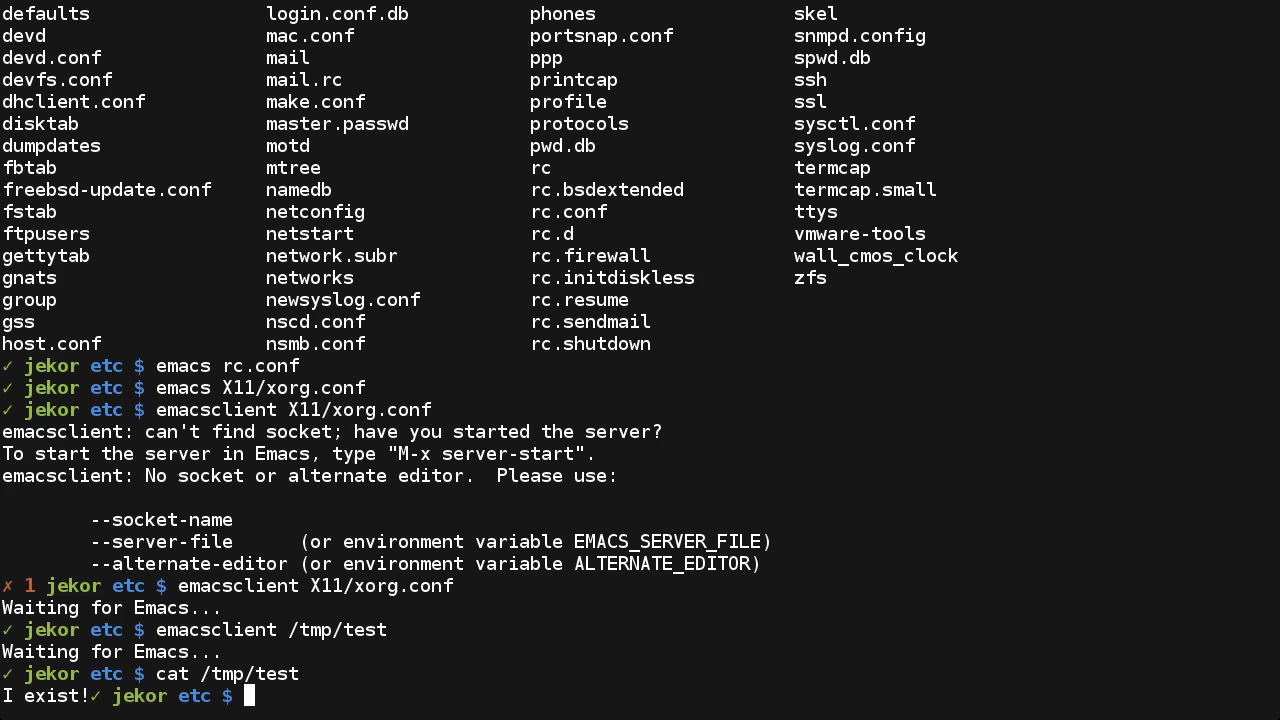 defaults                login.conf.db           phones                  skel
devd                    mac.conf                portsnap.conf           snmpd.config
devd.conf               mail                    ppp                     spwd.db
devfs.conf              mail.rc                 printcap                ssh
dhclient.conf           make.conf               profile                 ssl
disktab                 master.passwd           protocols               sysctl.conf
dumpdates               motd                    pwd.db                  syslog.conf
fbtab                   mtree                   rc                      termcap
freebsd-update.conf     namedb                  rc.bsdextended          termcap.small
fstab                   netconfig               rc.conf                 ttys
ftpusers                netstart                rc.d                    vmware-tools
gettytab                network.subr            rc.firewall             wall_cmos_clock
gnats                   networks                rc.initdiskless         zfs
group                   newsyslog.conf          rc.resume
gss                     nscd.conf               rc.sendmail
host.conf               nsmb.conf               rc.shutdown
✓ jekor etc $ emacs rc.conf
✓ jekor etc $ emacs X11/xorg.conf
✓ jekor etc $ emacsclient X11/xorg.conf
emacsclient: can't find socket; have you started the server?
To start the server in Emacs, type "M-x server-start".
emacsclient: No socket or alternate editor.  Please use:

        --socket-name
        --server-file      (or environment variable EMACS_SERVER_FILE)
        --alternate-editor (or environment variable ALTERNATE_EDITOR)
✗ 1 jekor etc $ emacsclient X11/xorg.conf
Waiting for Emacs...
✓ jekor etc $ emacsclient /tmp/test
Waiting for Emacs...
✓ jekor etc $ cat /tmp/test
I exist!✓ jekor etc $